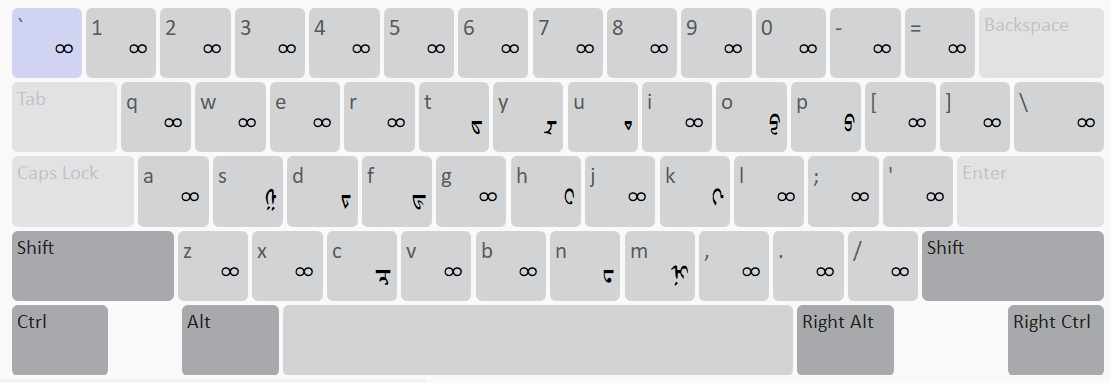 ` ∞ 1 ∞ 2 ∞ 3 ∞ 4 ∞ 5 ∞ 6 ∞ 7 ∞ 8 ∞ 9 ∞ 0 ∞ - ∞ = ∞ Backspace
Tab q ∞ w ∞ e ∞ r ∞ t y u i ∞ o p [ ∞ ] ∞ \ ∞
Caps Lock a ∞ s d f g ∞ h j ∞ k l ∞ ; ∞ ' ∞ Enter
Shift z ∞ x ∞ c v ∞ b ∞ n m , ∞ . ∞ / ∞ Shift
Ctrl Alt Right Alt Right Ctrl